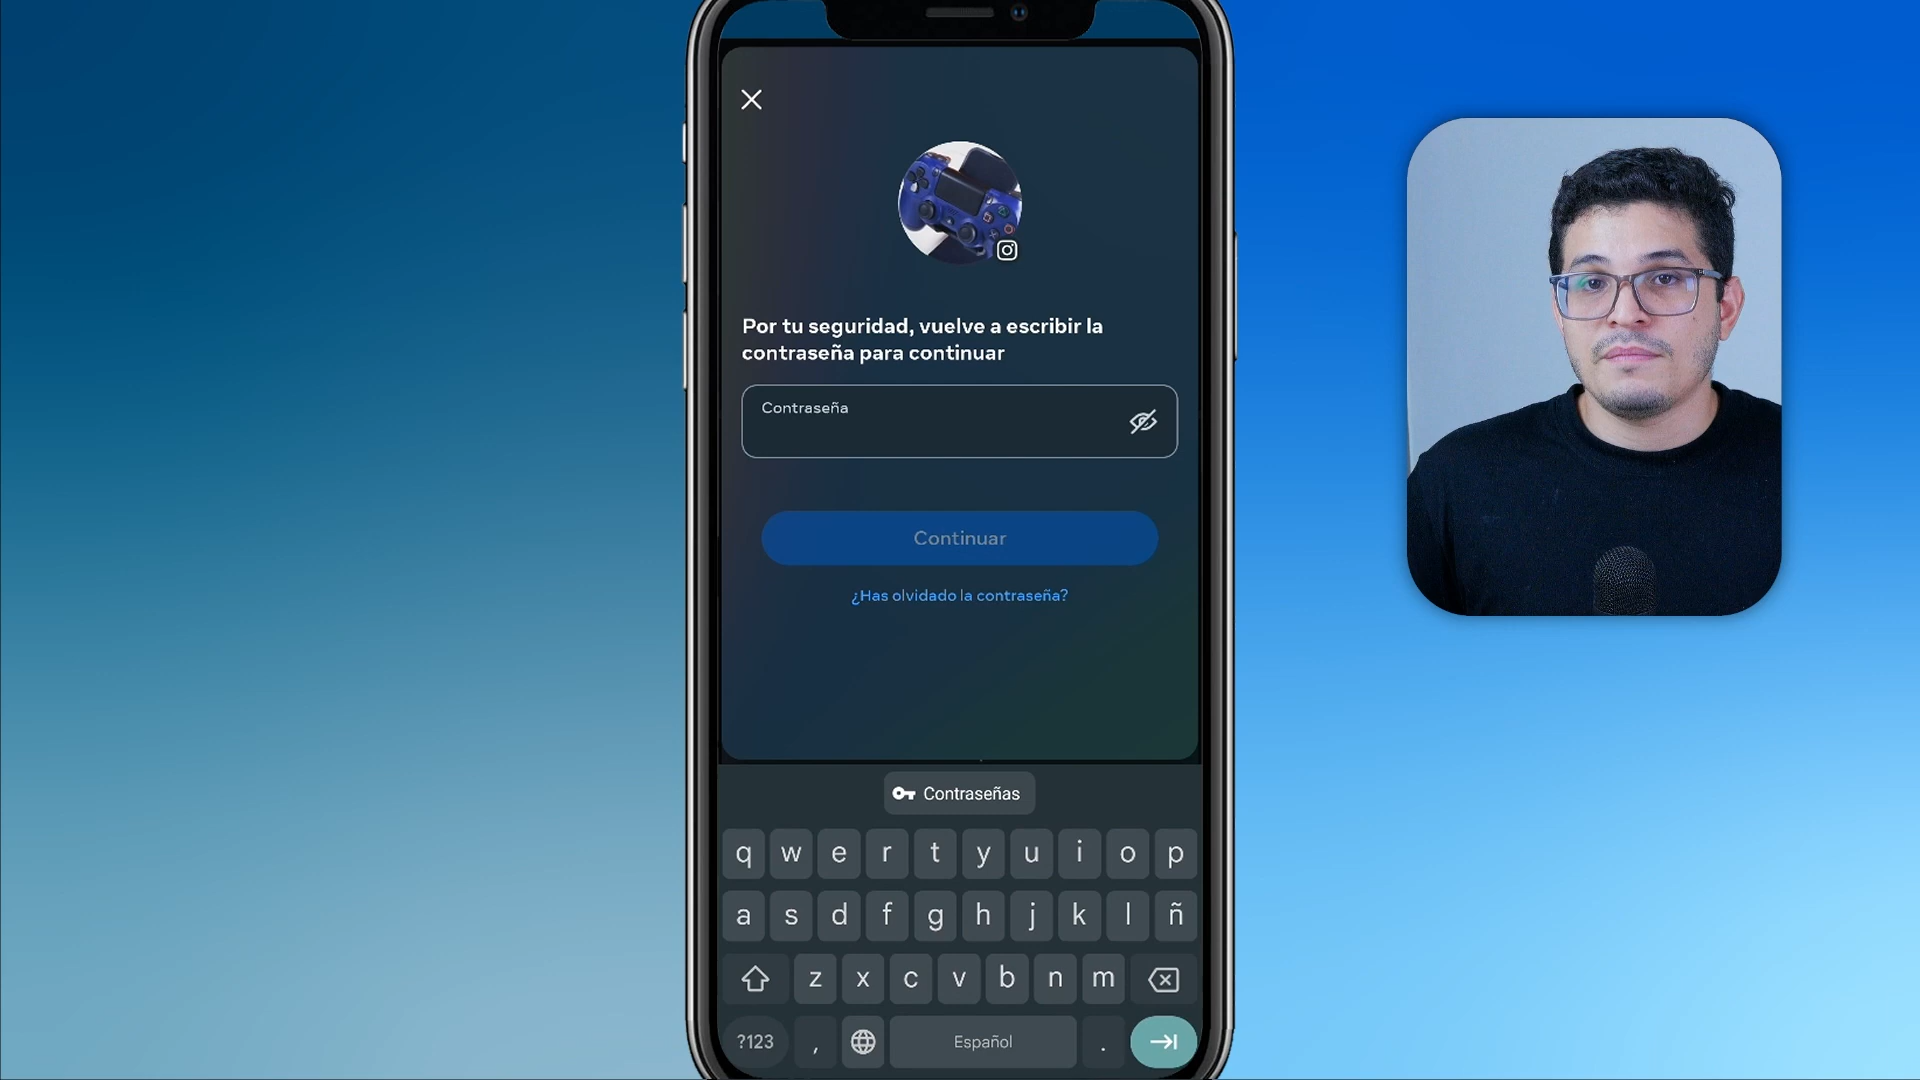 Por tu seguridad, vuelve a escribir la
contraseña para continuar
Contraseña
Continuar
¿Has olvidado la contraseña?
Contraseñas
q w e r t y u i o p
a s d f g h j k l ñ
z x c v b n m
?123 , Español .